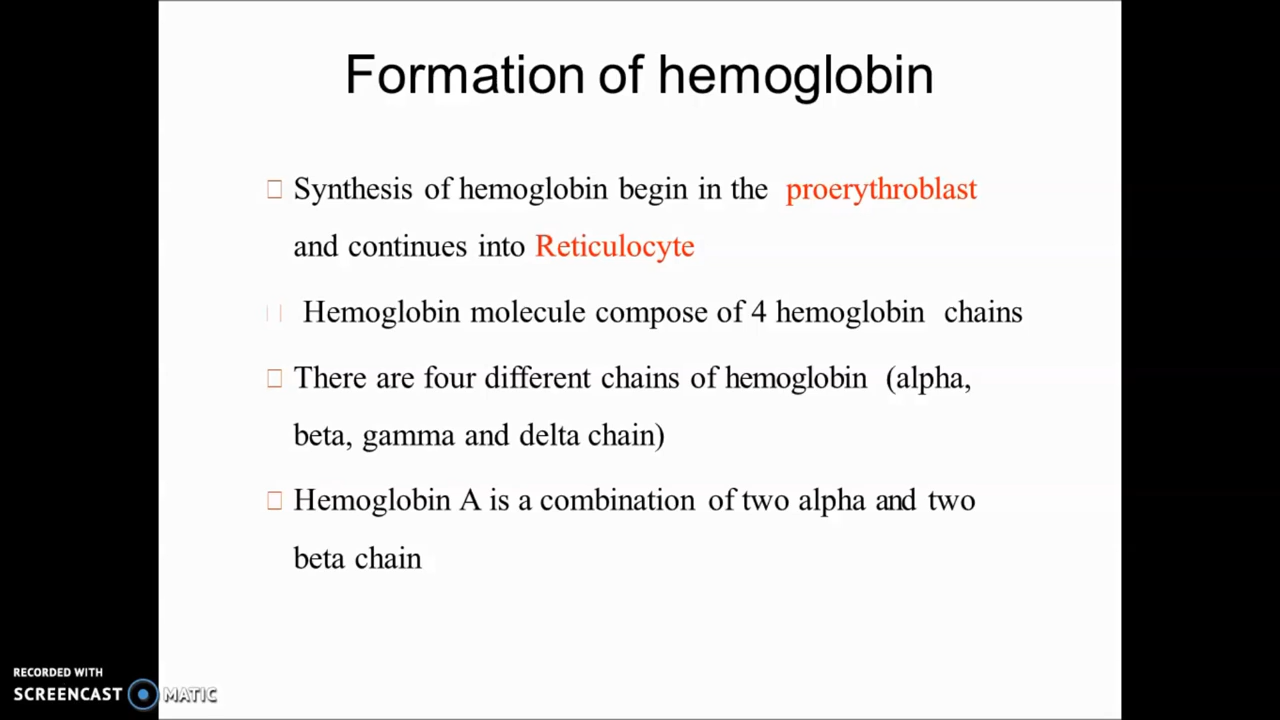 Formation of hemoglobin
Synthesis of hemoglobin begin in the proerythroblast
and continues into Reticulocyte
Hemoglobin molecule compose of 4 hemoglobin chains
There are four different chains of hemoglobin (alpha,
beta, gamma and delta chain)
Hemoglobin A is a combination of two alpha and two
beta chain
RECORDED WITH
SCREENCAST MATIC